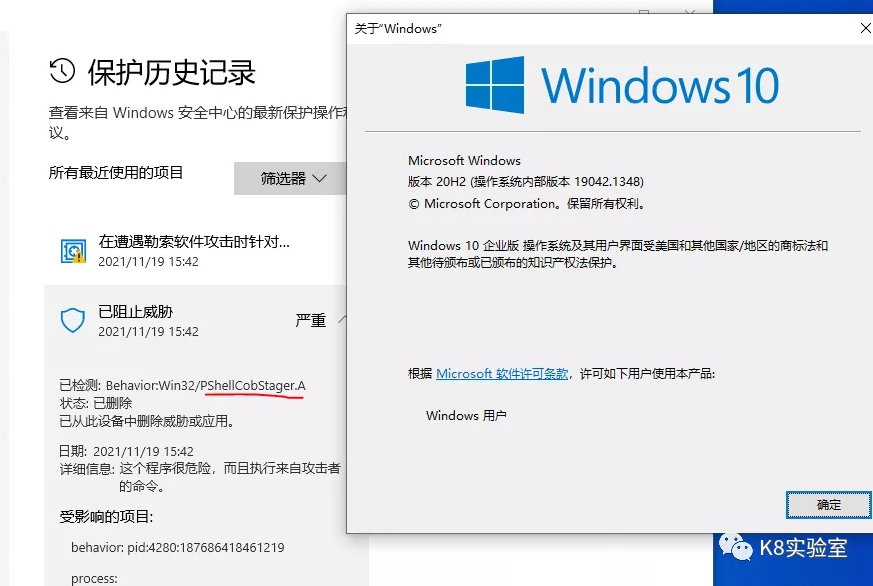 保护历史记录
查看来自 Windows 安全中心的最新保护操作
议。
所有最近使用的项目
筛选器
在遭遇勒索软件攻击时针对...
2021/11/19 15:42
已阻止威胁
2021/11/19 15:42
严重
已检测: Behavior:Win32/PShellCobStager.A
状态: 已删除
已从此设备中删除威胁或应用。
日期: 2021/11/19 15:42
详细信息: 这个程序很危险，而且执行来自攻击者
的命令。
受影响的项目:
behavior: pid:4280:187686418461219
process:
关于“Windows”
Windows 10
Microsoft Windows
版本 20H2 (操作系统内部版本 19042.1348)
© Microsoft Corporation。保留所有权利。
Windows 10 企业版 操作系统及其用户界面受美国和其他国家/地区的商标法和
其他待颁布或已颁布的知识产权法保护。
根据 Microsoft 软件许可条款，许可如下用户使用本产品:
Windows 用户
确定
K8实验室